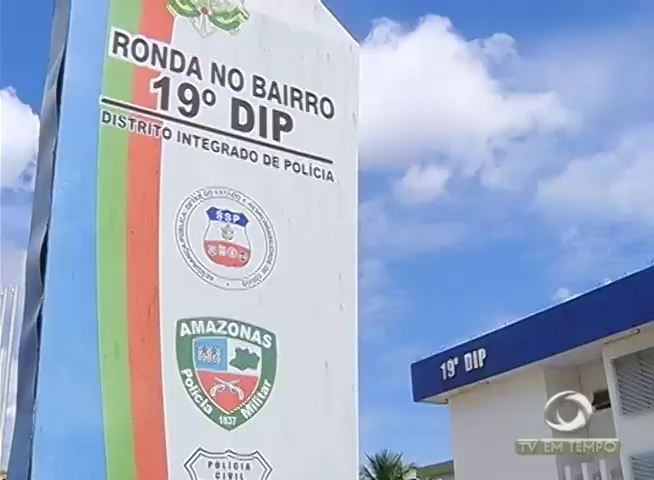 RONDA NO BAIRRO
19º DIP
DISTRITO INTEGRADO DE POLÍCIA
SSP
AMAZONAS
Polícia Militar
1837
POLÍCIA
CIVIL
19º DIP
TV EM TEMPO